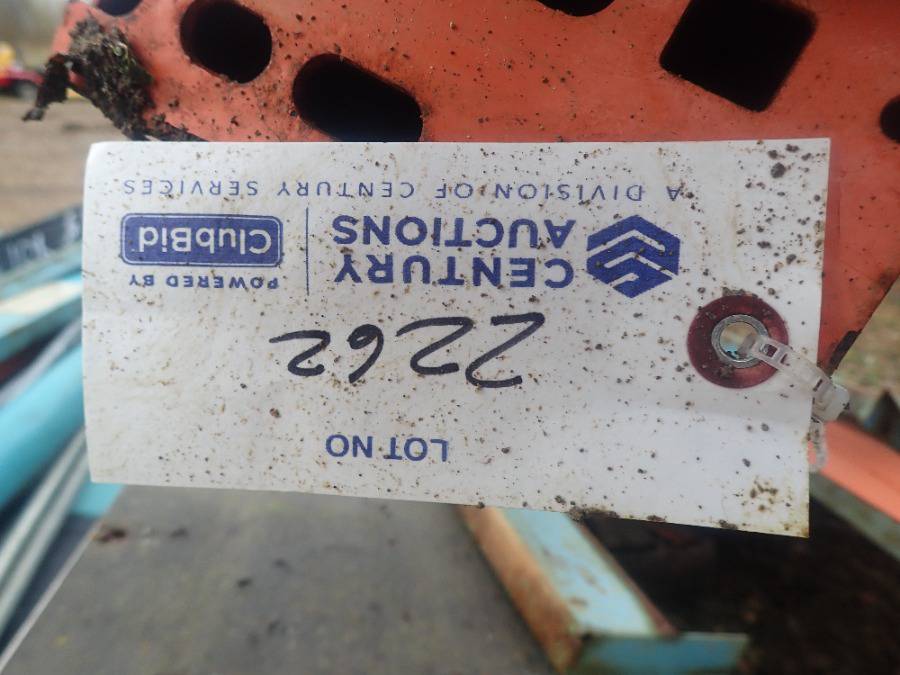 CENTURY
AUCTIONS
POWERED BY
ClubBid
A DIVISION OF CENTURY SERVICES
2262
LOT NO